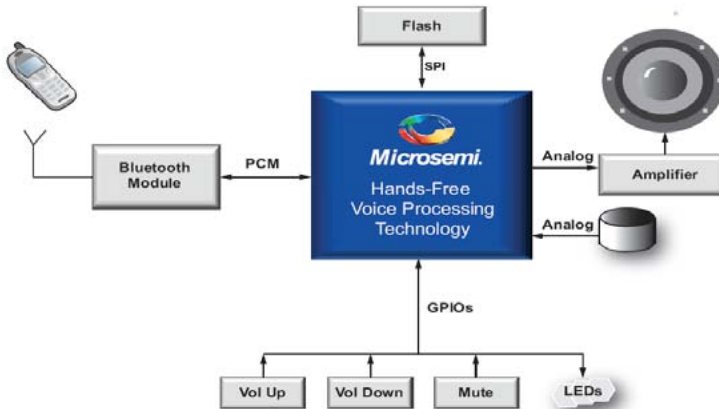 Flash
SPI
Bluetooth
Module
PCM
Microsemi.
Hands-Free
Voice Processing
Technology
Analog
Amplifier
Analog
GPIOs
Vol Up
Vol Down
Mute
LEDs